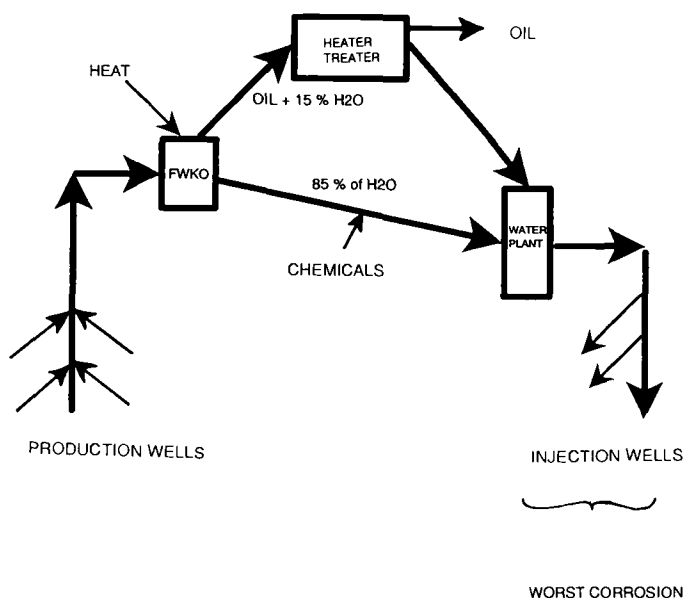 HEATER
TREATER
OIL
HEAT
OIL + 15 % H2O
FWKO
85 % of H2O
WATER
PLANT
CHEMICALS
PRODUCTION WELLS
INJECTION WELLS
WORST CORROSION